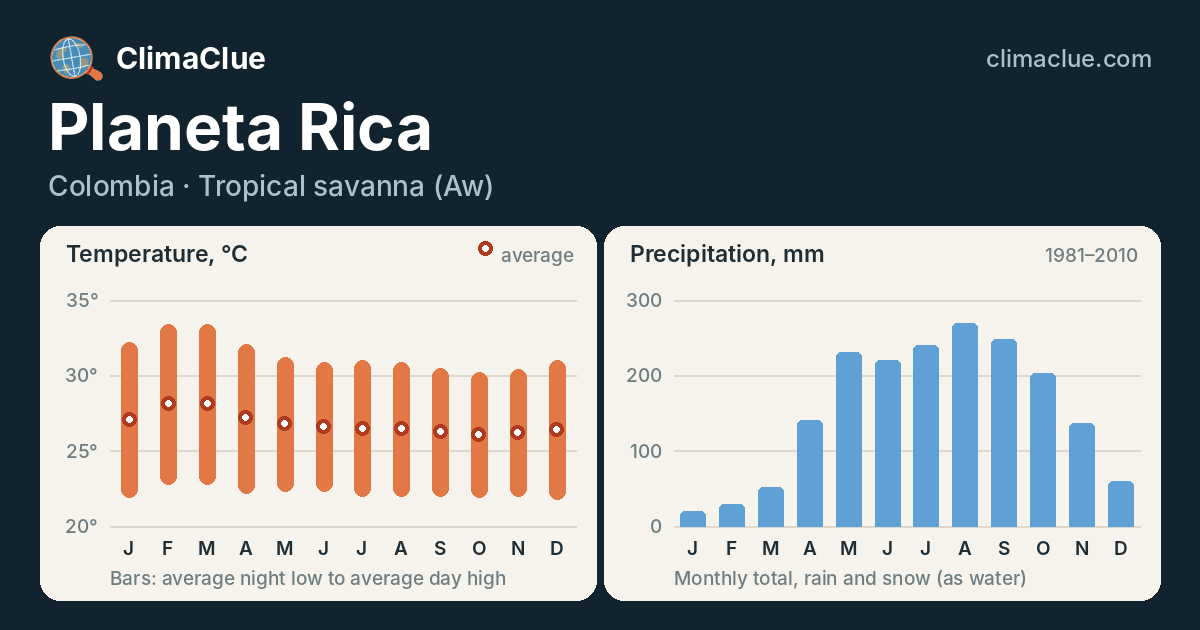 ClimaClue
climaclue.com
Planeta Rica
Colombia · Tropical savanna (Aw)
Temperature, °C
average
35°
30°
25°
20°
J F M A M J J A S O N D
Bars: average night low to average day high
Precipitation, mm
1981–2010
300
200
100
0
J F M A M J J A S O N D
Monthly total, rain and snow (as water)